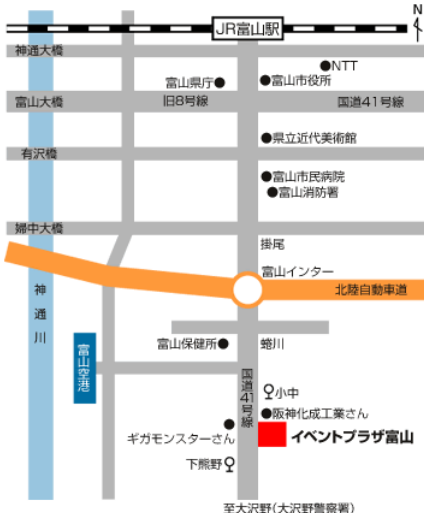 N
JR富山駅
神通大橋
NTT
富山県庁
富山市役所
富山大橋
旧8号線
国道41号線
県立近代美術館
有沢橋
富山市民病院
富山消防署
婦中大橋
掛尾
富山インター
北陸自動車道
神通川
富山保健所
蜷川
富山空港
国道41号線
小中
阪神化成工業さん
ギガモンスターさん
イベントプラザ富山
下熊野
至大沢野(大沢野警察署)